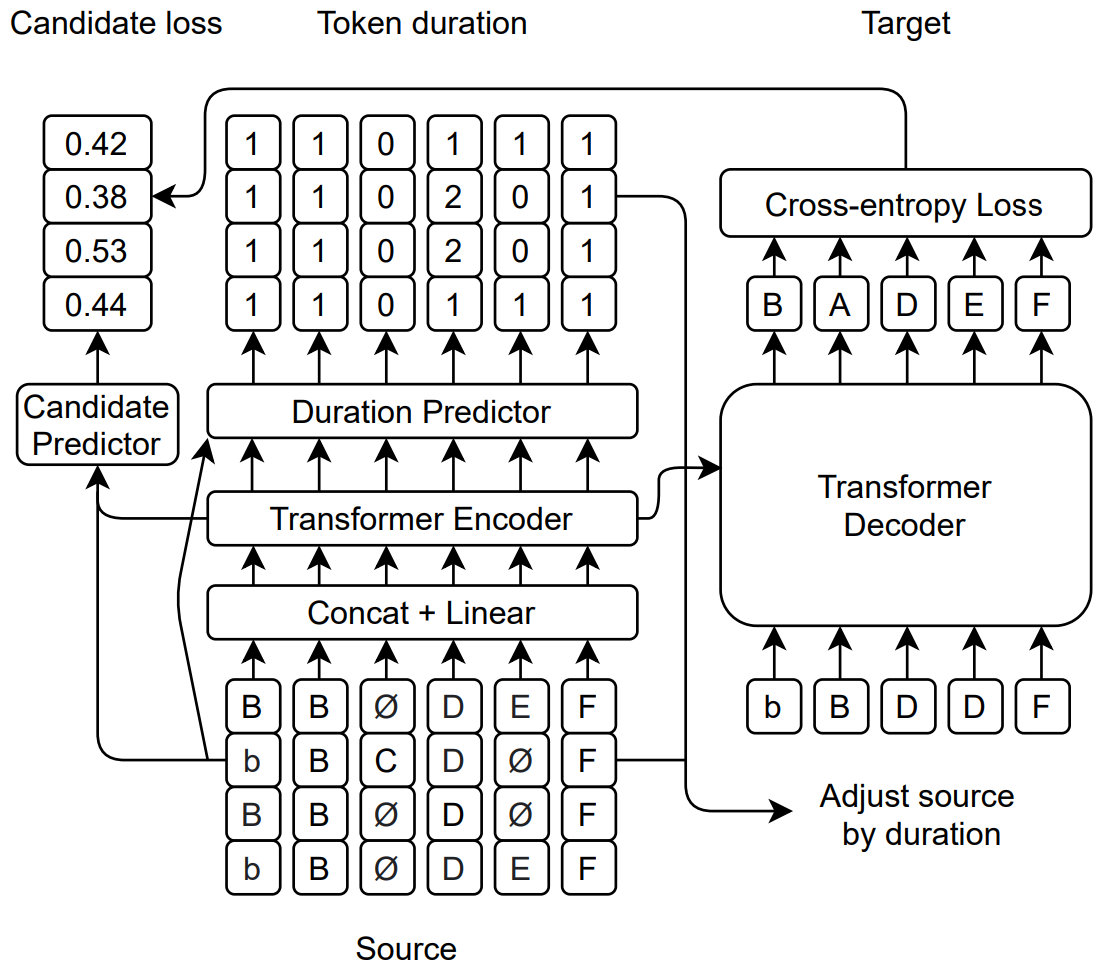 Candidate loss Token duration Target
0.42 1 1 0 1 1 1
0.38 1 1 0 2 0 1
0.53 1 1 0 2 0 1
0.44 1 1 0 1 1 1
Cross-entropy Loss
B A D E F
Candidate
Predictor
Duration Predictor
Transformer Encoder
Transformer
Decoder
Concat + Linear
B B Ø D E F
b B C D Ø F
B B Ø D Ø F
b B Ø D E F
b B D D F
Adjust source
by duration
Source